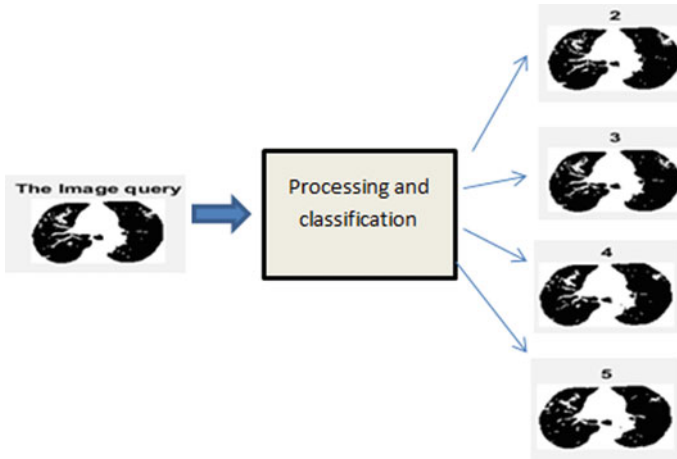 The Image query
Processing and
classification
2
3
4
5